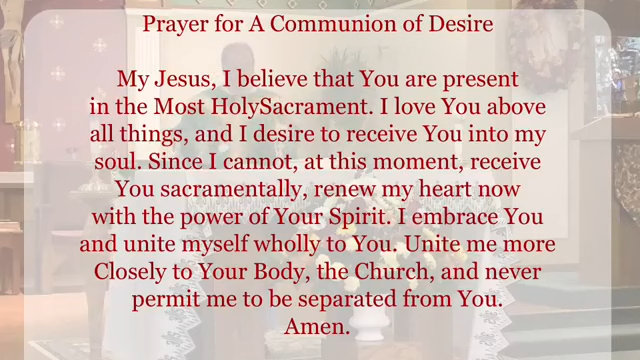 Prayer for A Communion of Desire
My Jesus, I believe that You are present
in the Most HolySacrament. I love You above
all things, and I desire to receive You into my
soul. Since I cannot, at this moment, receive
You sacramentally, renew my heart now
with the power of Your Spirit. I embrace You
and unite myself wholly to You. Unite me more
Closely to Your Body, the Church, and never
permit me to be separated from You.
Amen.